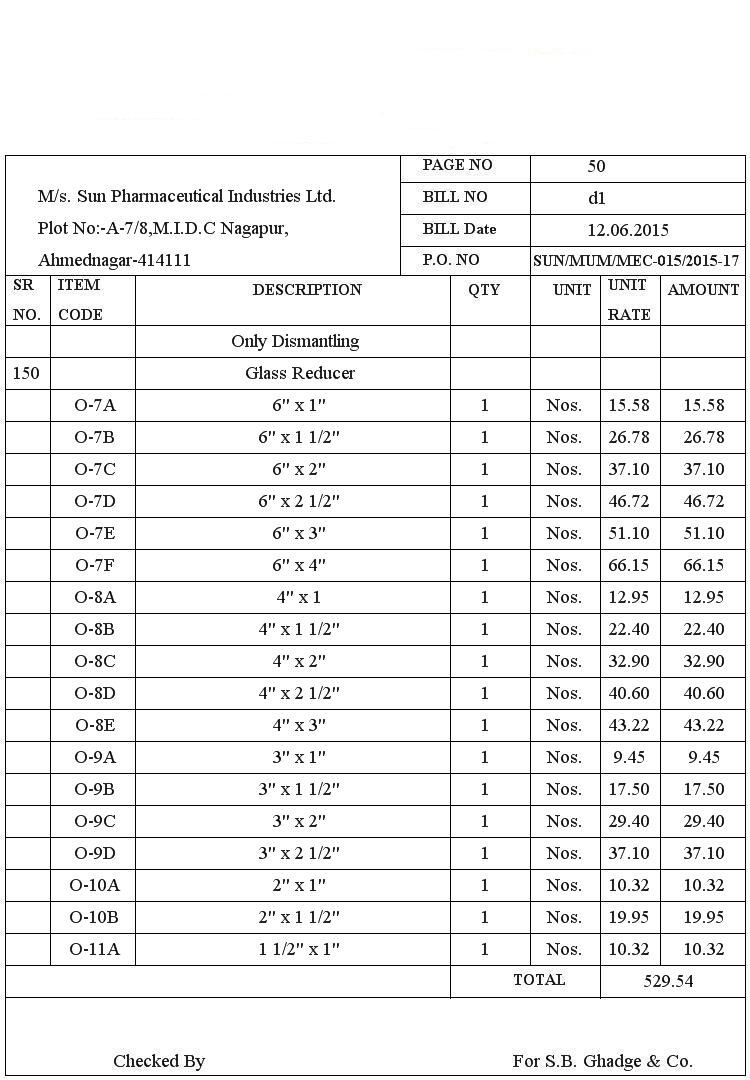 M/s. Sun Pharmaceutical Industries Ltd.
Plot No:-A-7/8,M.I.D.C Nagapur,
Ahmednagar-414111
PAGE NO 50
BILL NO d1
BILL Date 12.06.2015
P.O. NO SUN/MUM/MEC-015/2015-17
SR NO. ITEM CODE DESCRIPTION QTY UNIT UNIT RATE AMOUNT
Only Dismantling
150 Glass Reducer
O-7A 6" x 1" 1 Nos. 15.58 15.58
O-7B 6" x 1 1/2" 1 Nos. 26.78 26.78
O-7C 6" x 2" 1 Nos. 37.10 37.10
O-7D 6" x 2 1/2" 1 Nos. 46.72 46.72
O-7E 6" x 3" 1 Nos. 51.10 51.10
O-7F 6" x 4" 1 Nos. 66.15 66.15
O-8A 4" x 1 1 Nos. 12.95 12.95
O-8B 4" x 1 1/2" 1 Nos. 22.40 22.40
O-8C 4" x 2" 1 Nos. 32.90 32.90
O-8D 4" x 2 1/2" 1 Nos. 40.60 40.60
O-8E 4" x 3" 1 Nos. 43.22 43.22
O-9A 3" x 1" 1 Nos. 9.45 9.45
O-9B 3" x 1 1/2" 1 Nos. 17.50 17.50
O-9C 3" x 2" 1 Nos. 29.40 29.40
O-9D 3" x 2 1/2" 1 Nos. 37.10 37.10
O-10A 2" x 1" 1 Nos. 10.32 10.32
O-10B 2" x 1 1/2" 1 Nos. 19.95 19.95
O-11A 1 1/2" x 1" 1 Nos. 10.32 10.32
TOTAL 529.54
Checked By For S.B. Ghadge & Co.